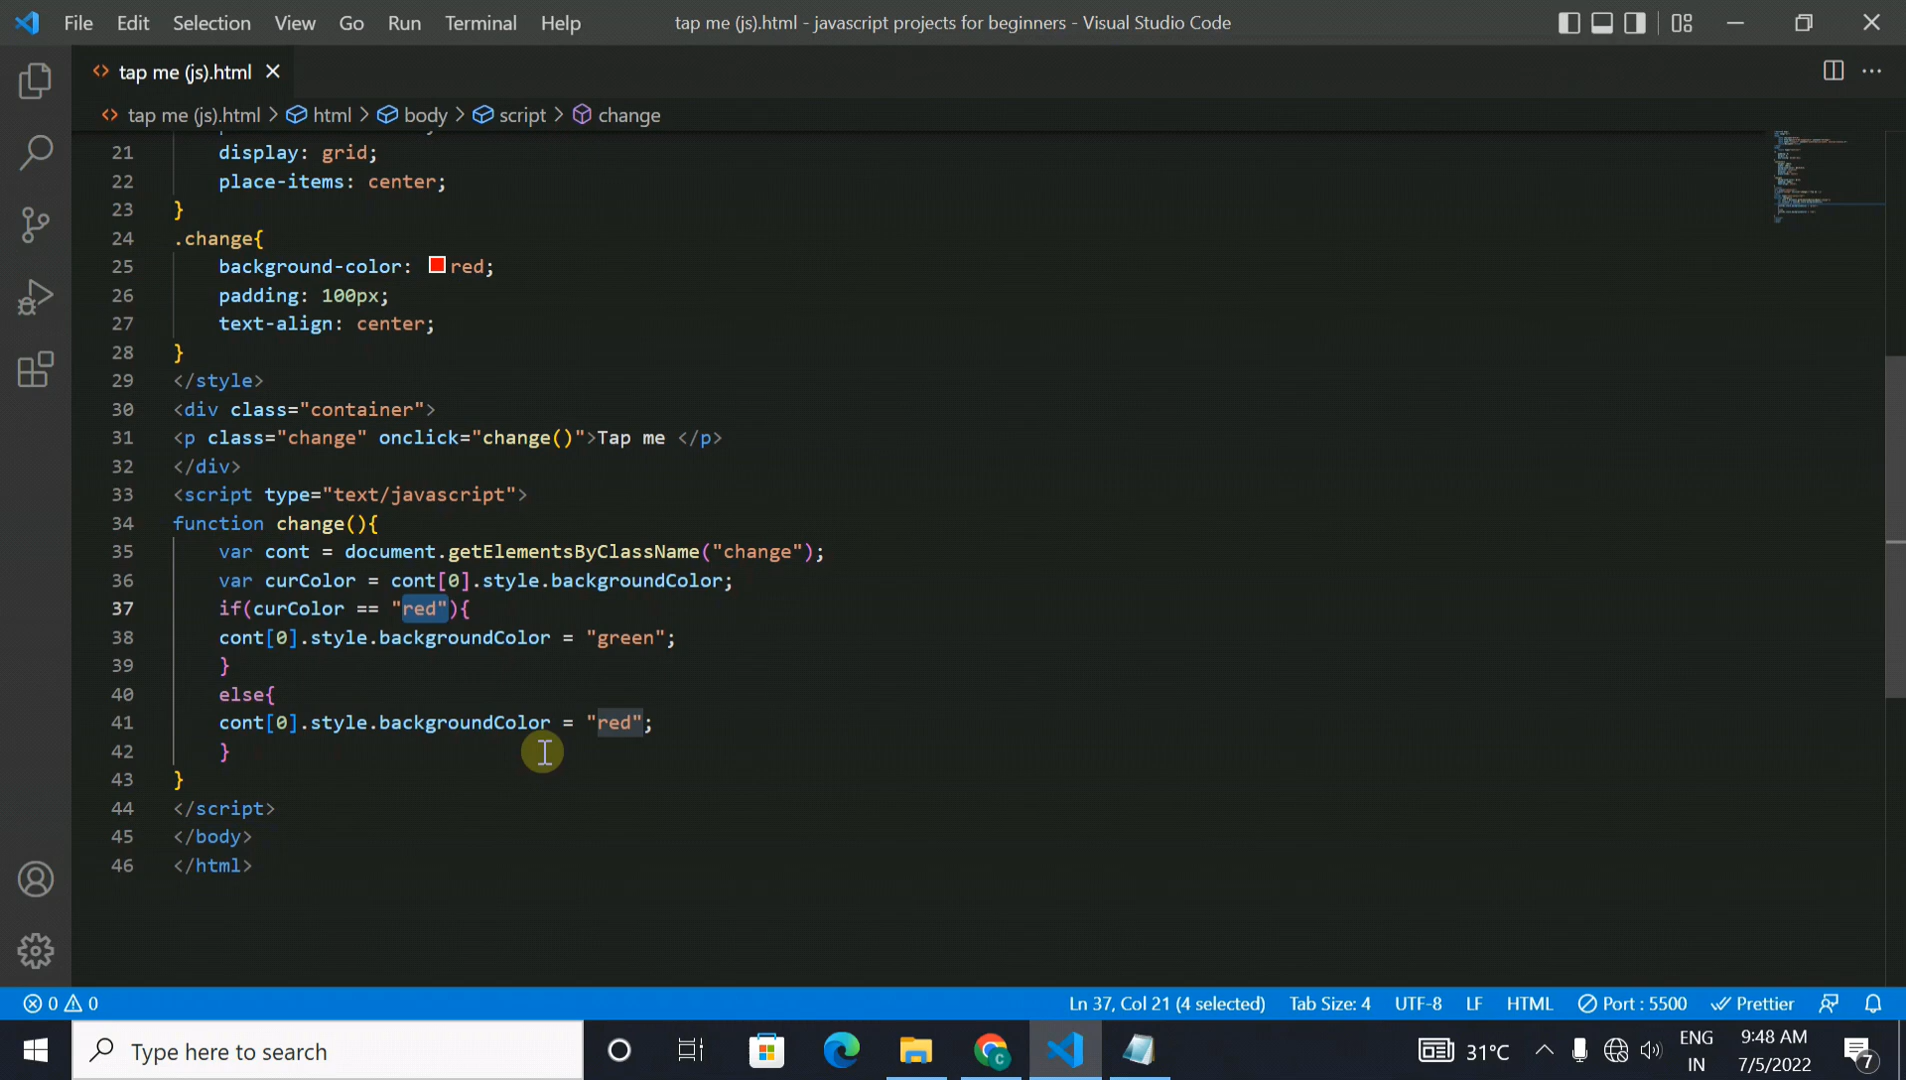 File Edit Selection View Go Run Terminal Help
tap me (js).html - javascript projects for beginners - Visual Studio Code
tap me (js).html
tap me (js).html > html > body > script > change
21 display: grid;
22 place-items: center;
23 }
24 .change{
25 background-color: red;
26 padding: 100px;
27 text-align: center;
28 }
29 </style>
30 <div class="container">
31 <p class="change" onclick="change()">Tap me </p>
32 </div>
33 <script type="text/javascript">
34 function change(){
35 var cont = document.getElementsByClassName("change");
36 var curColor = cont[0].style.backgroundColor;
37 if(curColor == "red"){
38 cont[0].style.backgroundColor = "green";
39 }
40 else{
41 cont[0].style.backgroundColor = "red";
42 }
43 }
44 </script>
45 </body>
46 </html>
0 0 Ln 37, Col 21 (4 selected) Tab Size: 4 UTF-8 LF HTML Port : 5500 Prettier
Type here to search
C
31°C
ENG
IN
9:48 AM
7/5/2022
7